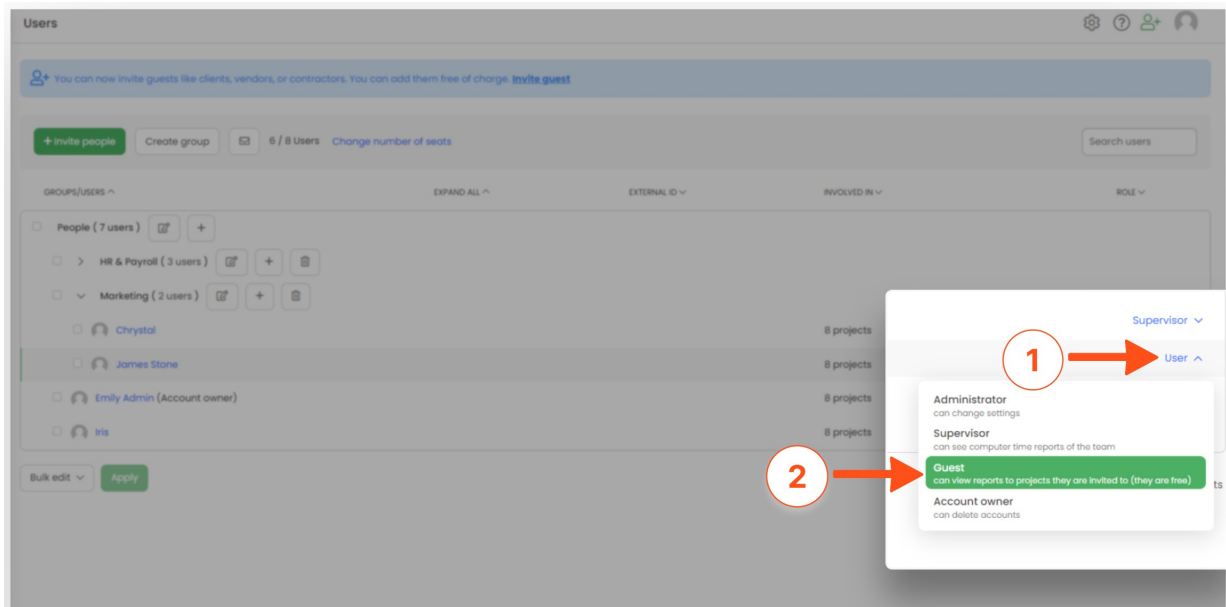 Users
You can now invite guests like clients, vendors, or contractors. You can add them free of charge. Invite guest
+ Invite people
Create group
6 / 8 Users
Change number of seats
Search users
GROUPS/USERS
EXPAND ALL
EXTERNAL ID
INVOLVED IN
ROLE
People ( 7 users )
HR & Payroll ( 3 users )
Marketing ( 2 users )
Chrystal
8 projects
Supervisor
James Stone
8 projects
1
User
Emily Admin (Account owner)
8 projects
Iris
8 projects
Administrator
can change settings
Supervisor
can see computer time reports of the team
2
Guest
can view reports to projects they are invited to (they are free)
Account owner
can delete accounts
Bulk edit
Apply
ts